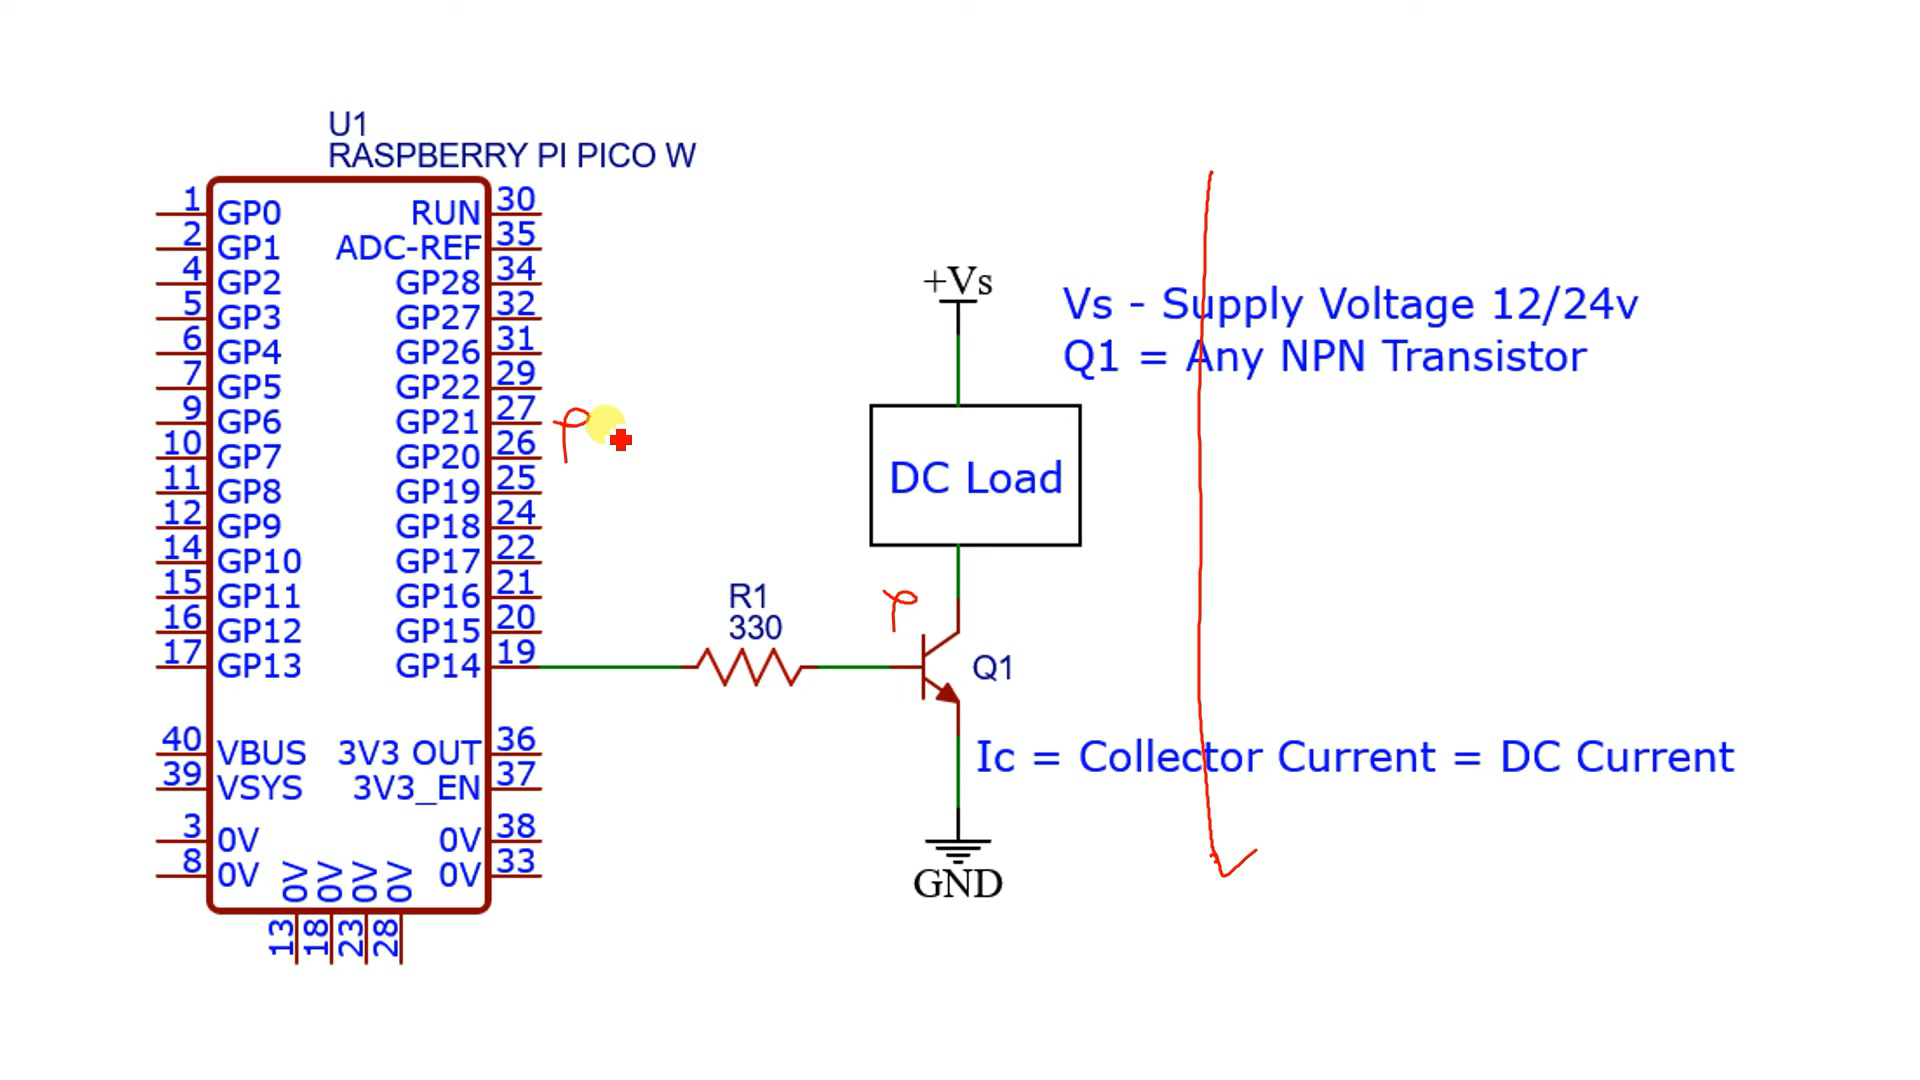 U1
RASPBERRY PI PICO W
1 GP0 RUN 30
2 GP1 ADC-REF 35
4 GP2 GP28 34
5 GP3 GP27 32
6 GP4 GP26 31
7 GP5 GP22 29
9 GP6 GP21 27
10 GP7 GP20 26
11 GP8 GP19 25
12 GP9 GP18 24
14 GP10 GP17 22
15 GP11 GP16 21
16 GP12 GP15 20
17 GP13 GP14 19
40 VBUS 3V3 OUT 36
39 VSYS 3V3_EN 37
3 0V 0V 38
8 0V 0V 33
0V 0V 0V 0V
13 18 23 28
R1
330
+Vs
DC Load
Q1
GND
Vs - Supply Voltage 12/24v
Q1 = Any NPN Transistor
Ic = Collector Current = DC Current